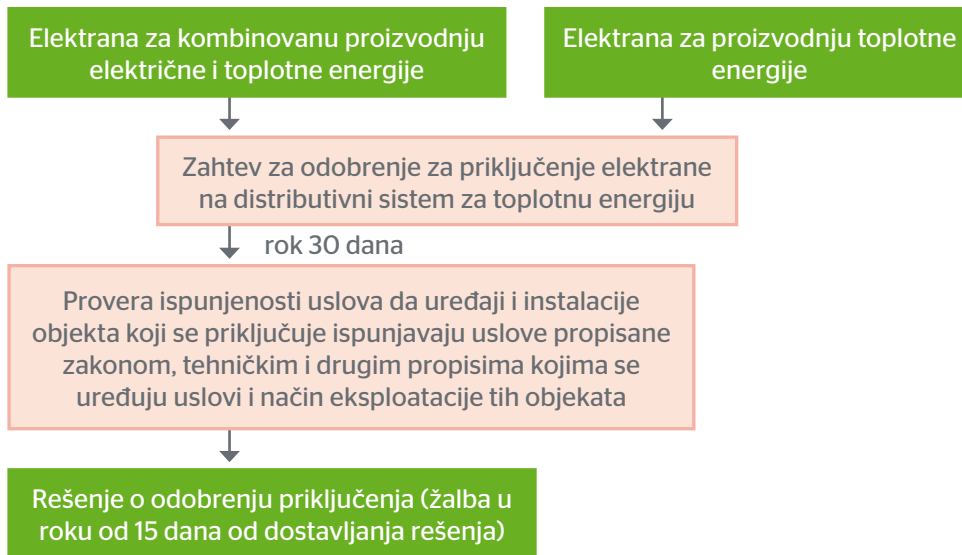 Elektrana za kombinovanu proizvodnju
električne i toplotne energije
Elektrana za proizvodnju toplotne
energije
Zahtev za odobrenje za priključenje elektrane
na distributivni sistem za toplotnu energiju
rok 30 dana
Provera ispunjenosti uslova da uređaji i instalacije
objekta koji se priključuje ispunjavaju uslove propisane
zakonom, tehničkim i drugim propisima kojima se
uređuju uslovi i način eksploatacije tih objekata
Rešenje o odobrenju priključenja (žalba u
roku od 15 dana od dostavljanja rešenja)